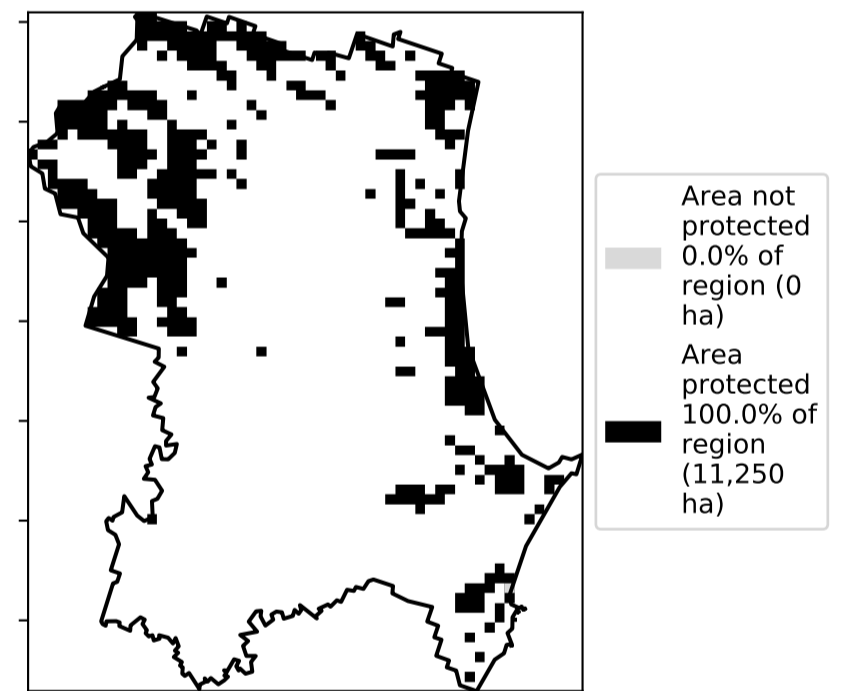 Area not
protected
0.0% of
region (0
ha)
Area
protected
100.0% of
region
(11,250
ha)